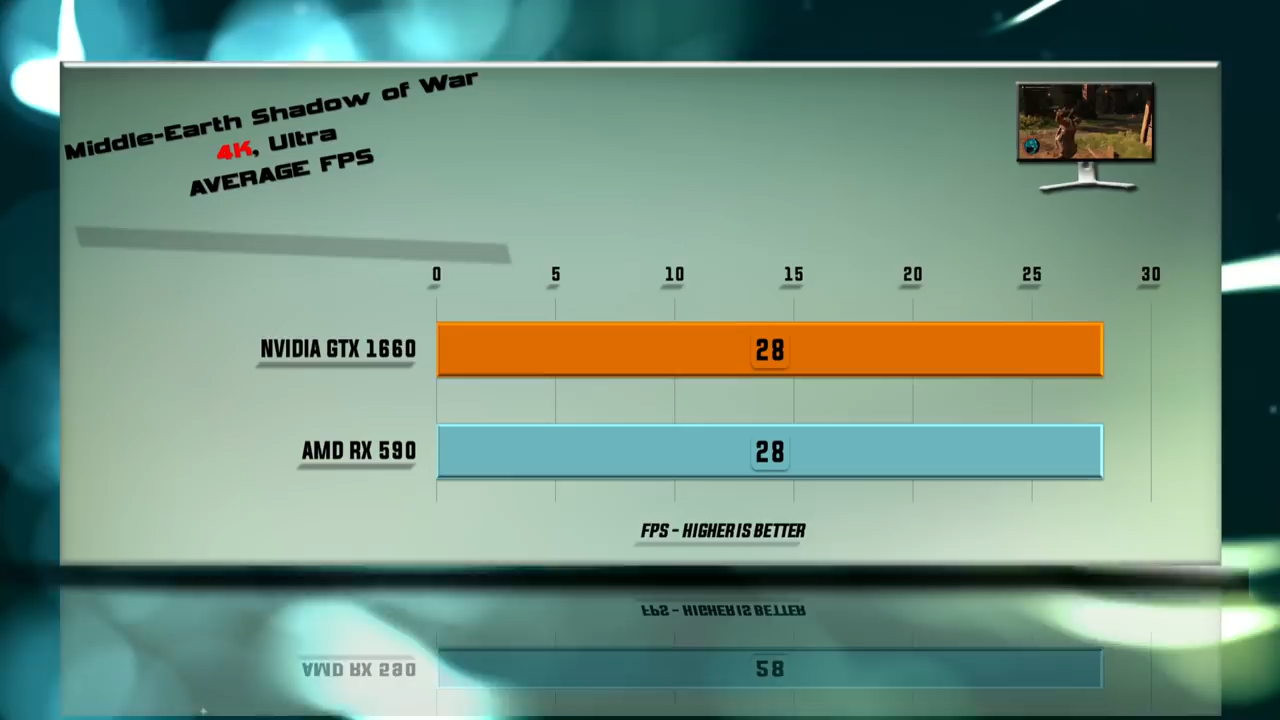 Middle-Earth Shadow of War
4K, Ultra
AVERAGE FPS
0 5 10 15 20 25 30
NVIDIA GTX 1660 28
AMD RX 590 28
FPS - HIGHER IS BETTER